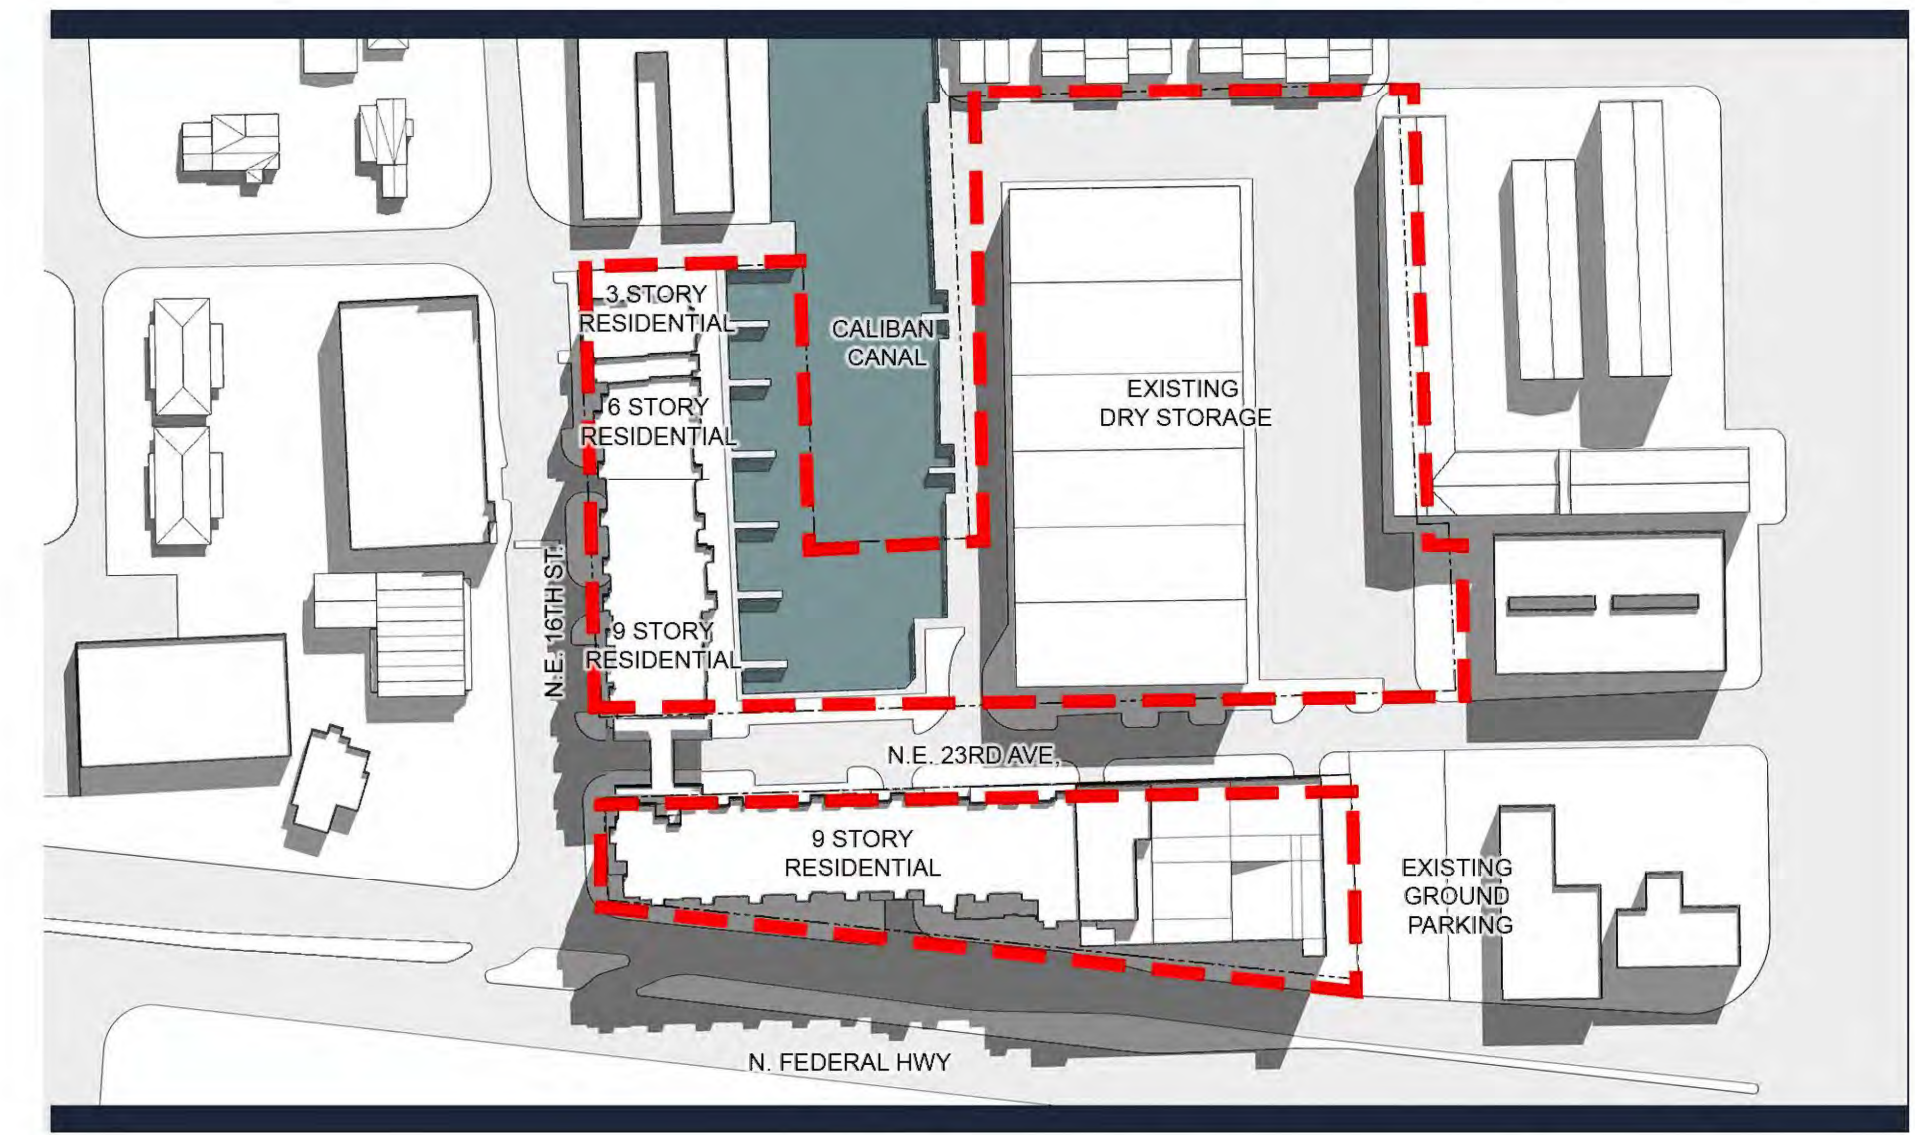 3 STORY
RESIDENTIAL
CALIBAN
CANAL
6 STORY
RESIDENTIAL
EXISTING
DRY STORAGE
N.E. 16TH ST.
9 STORY
RESIDENTIAL
N.E. 23RD AVE,
9 STORY
RESIDENTIAL
EXISTING
GROUND
PARKING
N. FEDERAL HWY